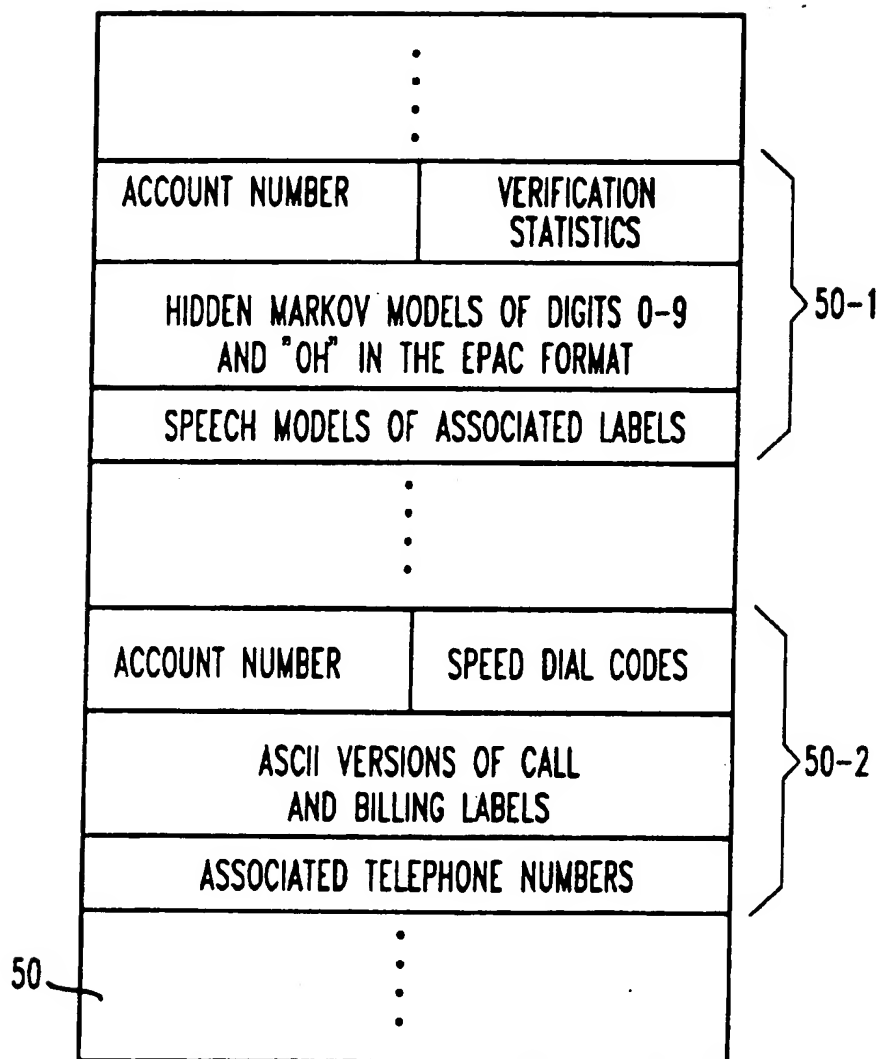 ACCOUNT NUMBER
VERIFICATION
STATISTICS
50-1
HIDDEN MARKOV MODELS OF DIGITS 0-9
AND "OH" IN THE EPAC FORMAT
SPEECH MODELS OF ASSOCIATED LABELS
ACCOUNT NUMBER
SPEED DIAL CODES
50-2
ASCII VERSIONS OF CALL
AND BILLING LABELS
ASSOCIATED TELEPHONE NUMBERS
50